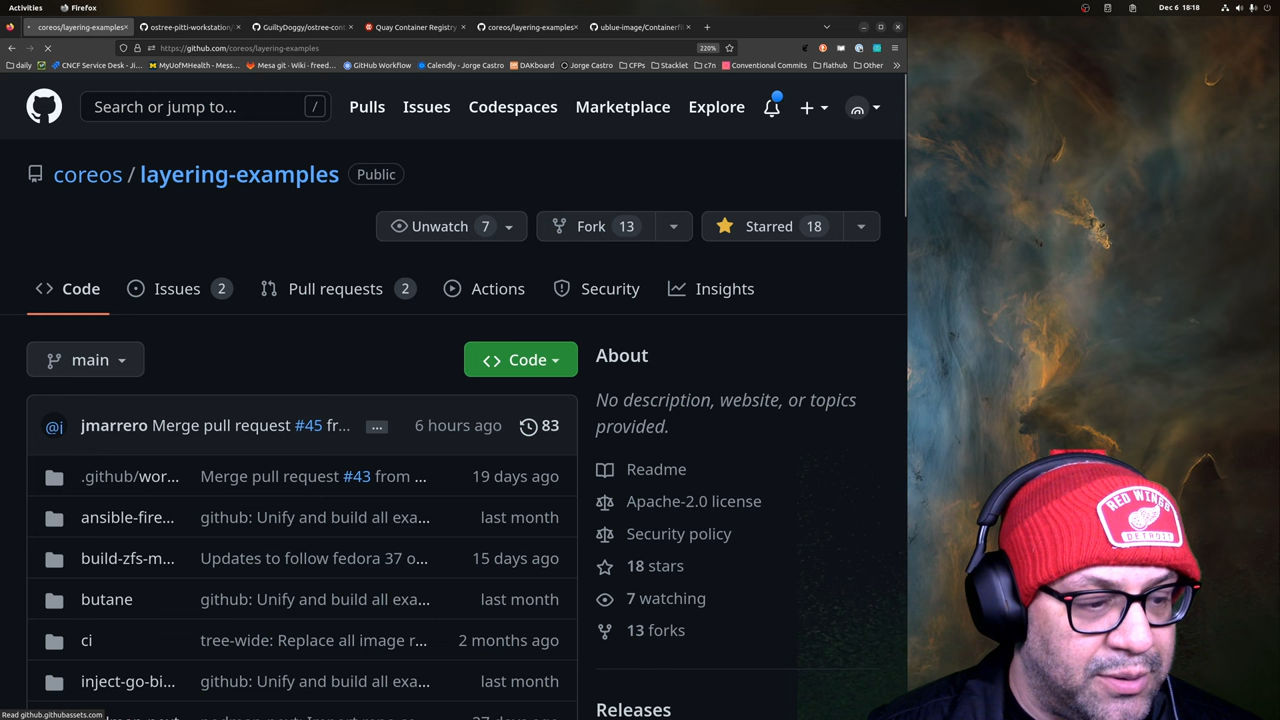 Activities Firefox Dec 6 18:18
coreos/layering-examples ostree-pitti-workstation/ GuiltyDoggy/ostree-cont Quay Container Registry coreos/layering-examples ublue-image/Containerfi
https://github.com/coreos/layering-examples 220%
daily CNCF Service Desk - Ji... MyUofMHealth - Mess... Mesa git · Wiki · freed... GitHub Workflow Calendly - Jorge Castro DAKboard Jorge Castro CFPs Stacklet c7n Conventional Commits flathub Other
Search or jump to... / Pulls Issues Codespaces Marketplace Explore
coreos / layering-examples Public
Unwatch 7 Fork 13 Starred 18
Code Issues 2 Pull requests 2 Actions Security Insights
main Code
About
No description, website, or topics
provided.
@j jmarrero Merge pull request #45 fr... ... 6 hours ago 83
.github/wor... Merge pull request #43 from ... 19 days ago
ansible-fire... github: Unify and build all exa... last month
build-zfs-m... Updates to follow fedora 37 o... 15 days ago
butane github: Unify and build all exa... last month
ci tree-wide: Replace all image r... 2 months ago
inject-go-bi... github: Unify and build all exa... last month
Readme
Apache-2.0 license
Security policy
18 stars
7 watching
13 forks
Releases
Read github.githubassets.com
RED WINGS
DETROIT